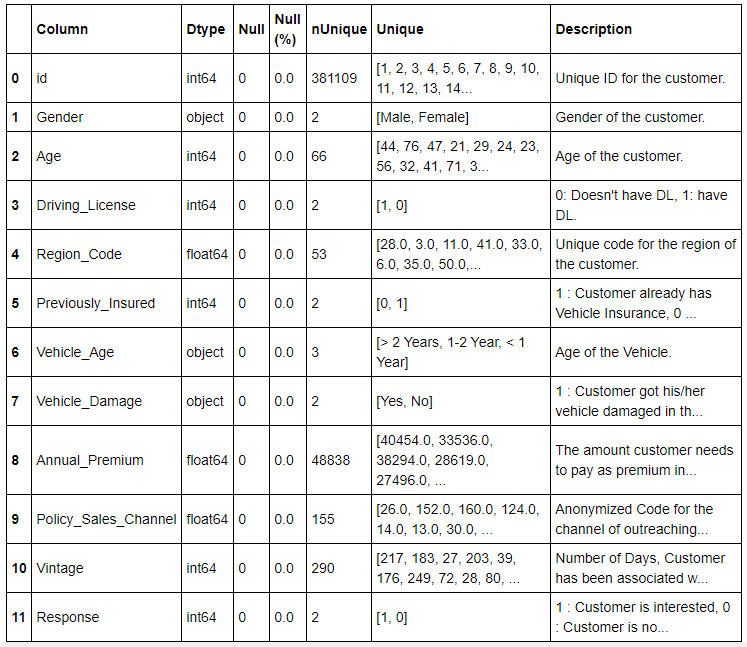 Column Dtype Null Null (%) nUnique Unique Description
0 id int64 0 0.0 381109 [1, 2, 3, 4, 5, 6, 7, 8, 9, 10, 11, 12, 13, 14... Unique ID for the customer.
1 Gender object 0 0.0 2 [Male, Female] Gender of the customer.
2 Age int64 0 0.0 66 [44, 76, 47, 21, 29, 24, 23, 56, 32, 41, 71, 3... Age of the customer.
3 Driving_License int64 0 0.0 2 [1, 0] 0: Doesn't have DL, 1: have DL.
4 Region_Code float64 0 0.0 53 [28.0, 3.0, 11.0, 41.0, 33.0, 6.0, 35.0, 50.0,... Unique code for the region of the customer.
5 Previously_Insured int64 0 0.0 2 [0, 1] 1 : Customer already has Vehicle Insurance, 0 ...
6 Vehicle_Age object 0 0.0 3 [> 2 Years, 1-2 Year, < 1 Year] Age of the Vehicle.
7 Vehicle_Damage object 0 0.0 2 [Yes, No] 1 : Customer got his/her vehicle damaged in th...
8 Annual_Premium float64 0 0.0 48838 [40454.0, 33536.0, 38294.0, 28619.0, 27496.0, ... The amount customer needs to pay as premium in...
9 Policy_Sales_Channel float64 0 0.0 155 [26.0, 152.0, 160.0, 124.0, 14.0, 13.0, 30.0, ... Anonymized Code for the channel of outreaching...
10 Vintage int64 0 0.0 290 [217, 183, 27, 203, 39, 176, 249, 72, 28, 80, ... Number of Days, Customer has been associated w...
11 Response int64 0 0.0 2 [1, 0] 1 : Customer is interested, 0 : Customer is no...